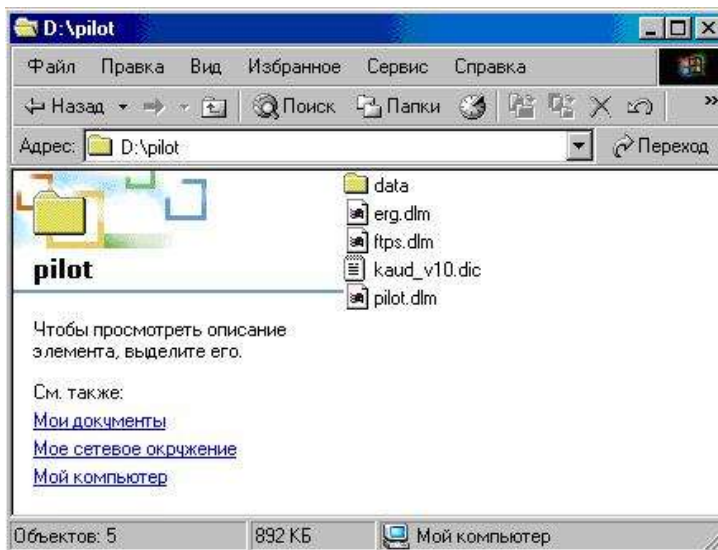 D:\pilot
Файл Правка Вид Избранное Сервис Справка
Назад Поиск Папки »
Адрес: D:\pilot Переход
pilot
Чтобы просмотреть описание
элемента, выделите его.
См. также:
Мои документы
Мое сетевое окружение
Мой компьютер
data
erg.dlm
ftps.dlm
kaud_v10.dic
pilot.dlm
Объектов: 5 892 КБ Мой компьютер